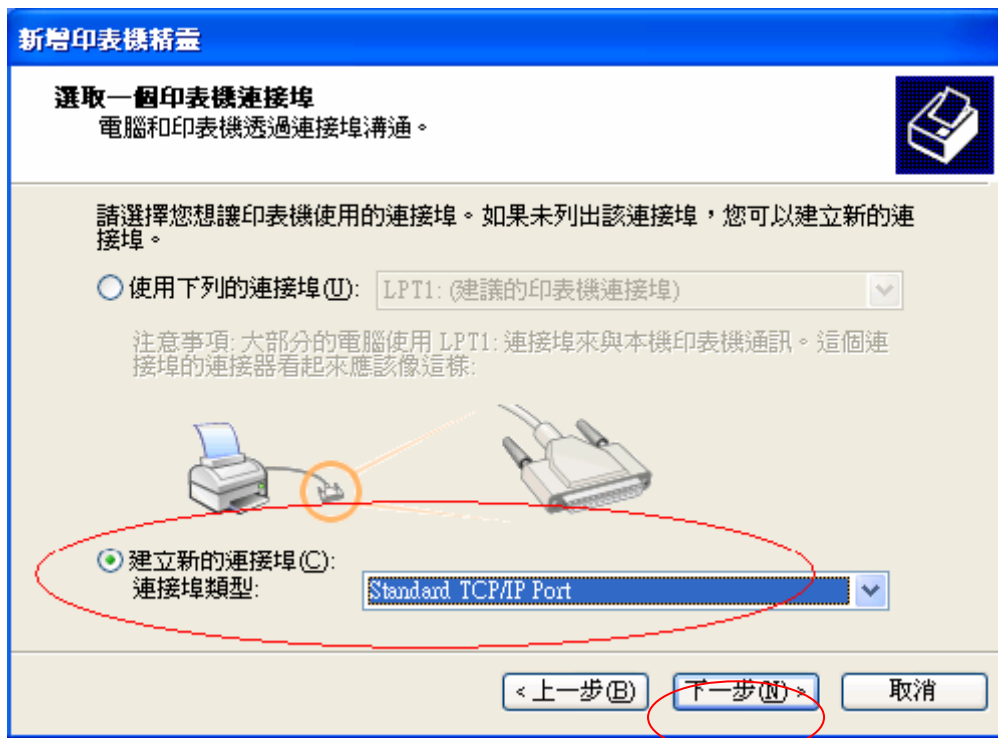 新增印表機精靈
選取一個印表機連接埠
電腦和印表機透過連接埠溝通。
請選擇您想讓印表機使用的連接埠。如果未列出該連接埠，您可以建立新的連
接埠。
使用下列的連接埠(U): LPT1: (建議的印表機連接埠)
注意事項: 大部分的電腦使用 LPT1: 連接埠來與本機印表機通訊。這個連
接埠的連接器看起來應該像這樣:
建立新的連接埠(C):
連接埠類型: Standard TCP/IP Port
<上一步(B) 下一步(N)> 取消